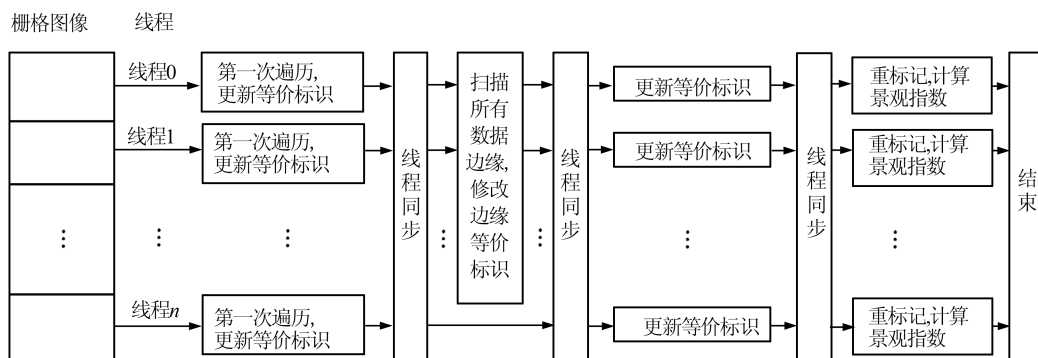 栅格图像
线程
线程0
第一次遍历,
更新等价标识
线程1
第一次遍历,
更新等价标识
⋮
⋮
⋮
线程n
第一次遍历,
更新等价标识
线程同步
⋮
扫描
所有
数据
边缘,
修改
边缘
等价
标识
⋮
线程同步
更新等价标识
更新等价标识
⋮
更新等价标识
线程同步
重标记,计算
景观指数
重标记,计算
景观指数
⋮
重标记,计算
景观指数
结束